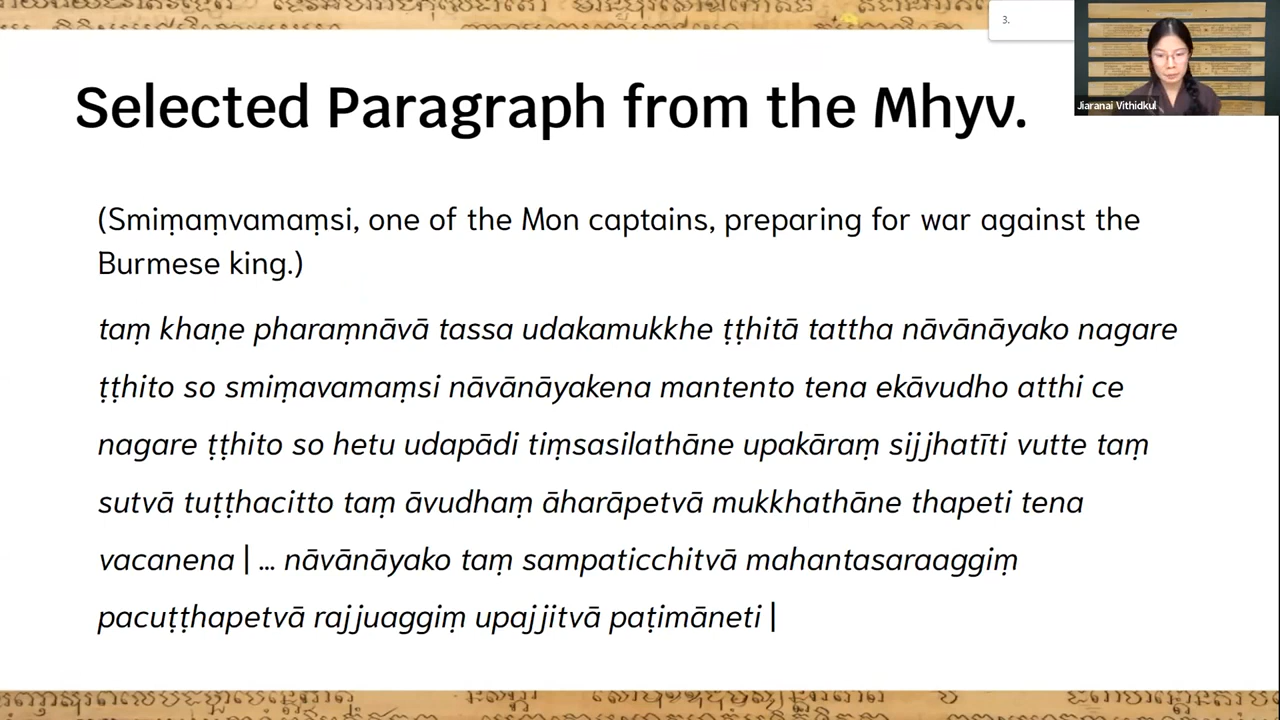 3.
Jiaranai Vithidkul
Selected Paragraph from the Mhyv.
(Smiṃaṃvamaṃsi, one of the Mon captains, preparing for war against the
Burmese king.)
taṃ khaṇe pharaṃnāvā tassa udakamukkhe ṭṭhitā tattha nāvānāyako nagare
ṭṭhito so smiṃavamaṃsi nāvānāyakena mantento tena ekāvudho atthi ce
nagare ṭṭhito so hetu udapādi tiṃsasilathāne upakāraṃ sijjhatīti vutte taṃ
sutvā tuṭṭhacitto taṃ āvudhaṃ āharāpetvā mukkhathāne thapeti tena
vacanena | ... nāvānāyako taṃ sampaticchitvā mahantasaraaggiṃ
pacuṭṭhapetvā rajjuaggiṃ upajjitvā paṭimāneti |